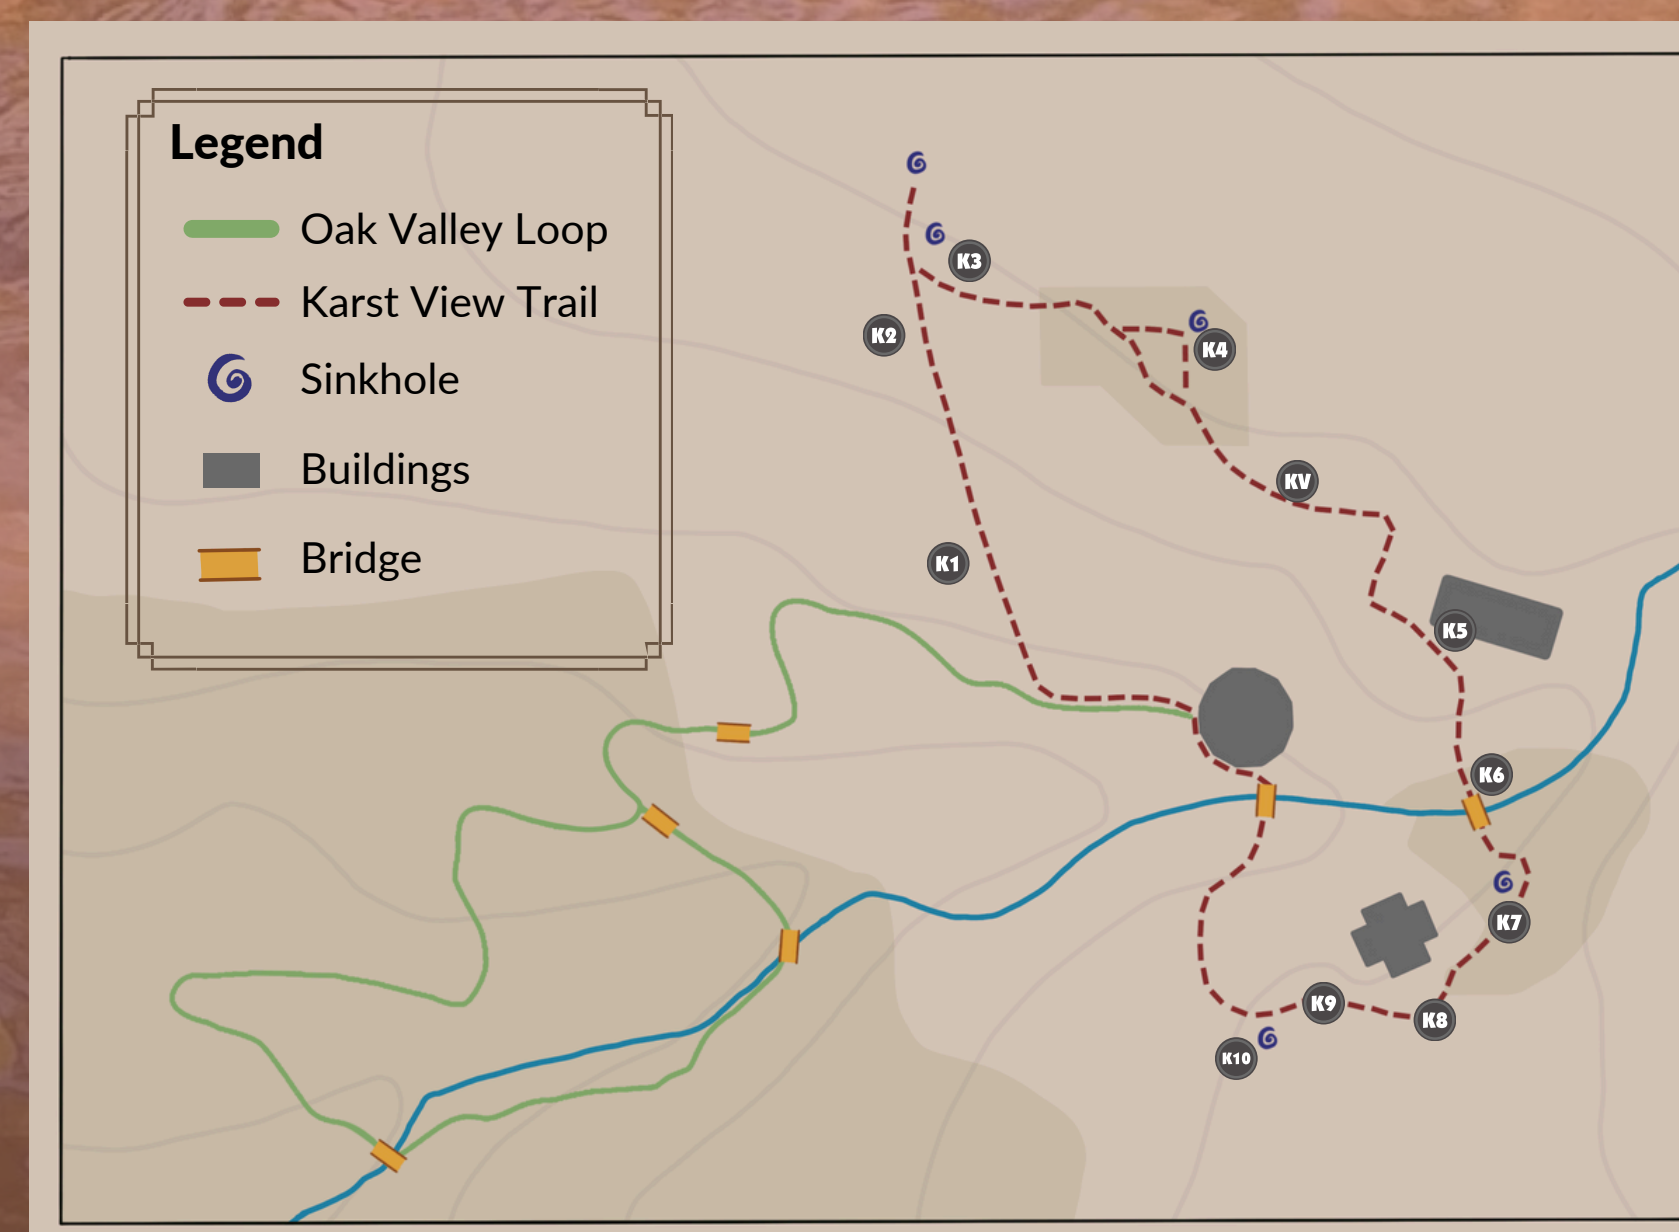 Legend
Oak Valley Loop
Karst View Trail
Sinkhole
Buildings
Bridge
K3
K2
K4
KV
K1
K5
K6
K7
K9
K8
K10